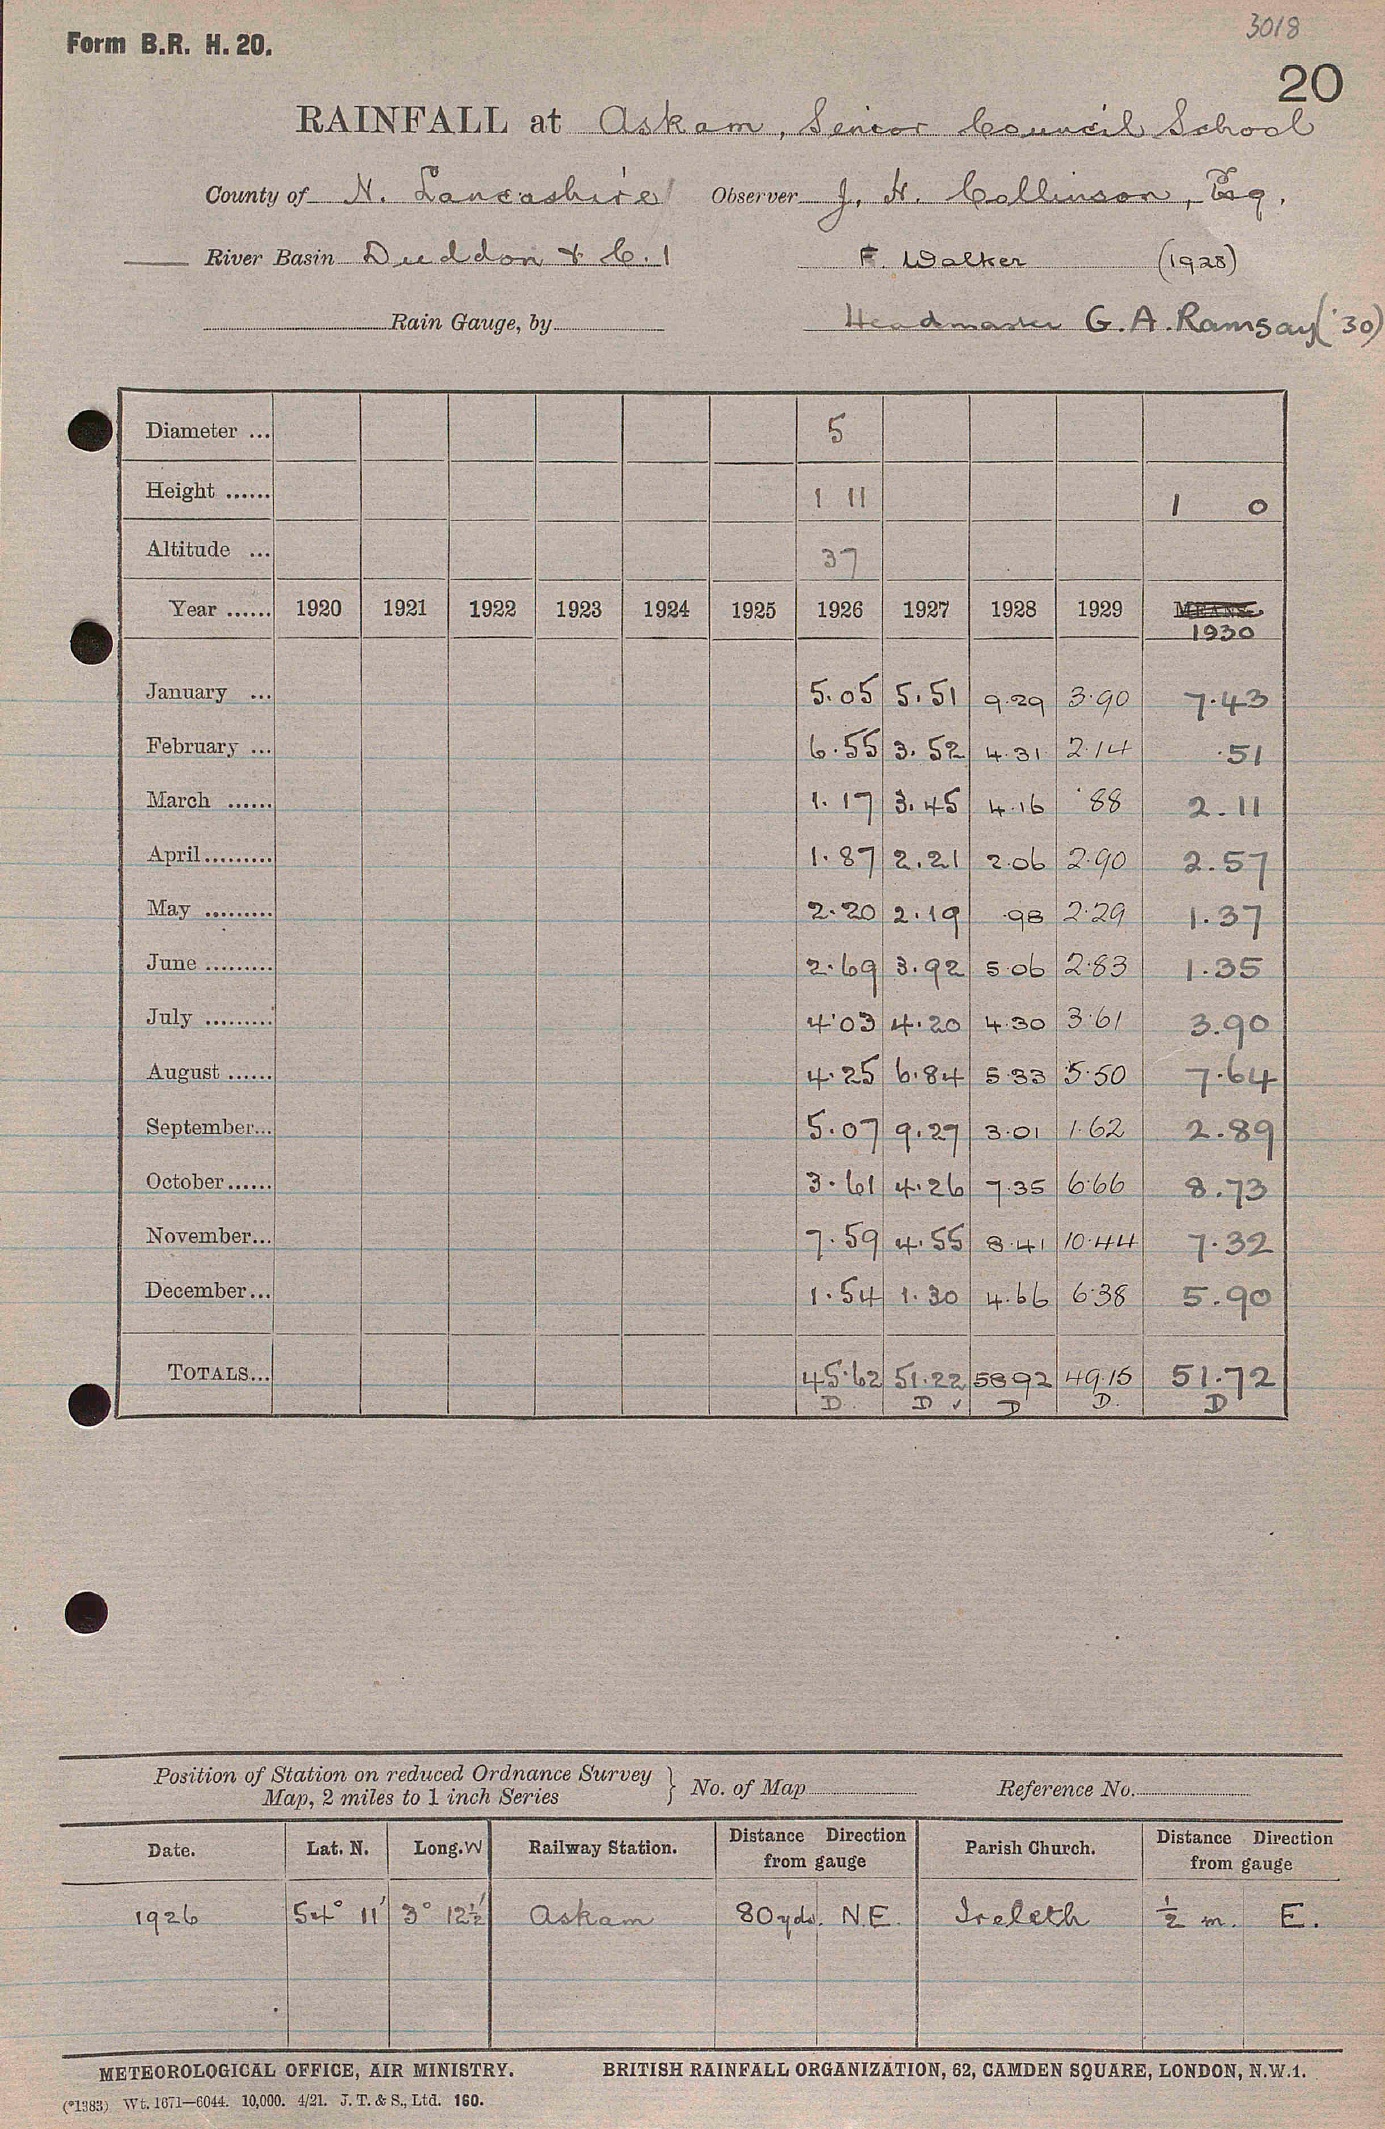 3018
Form B.R. H. 20.
20
RAINFALL at Askam, Senior Council School
County of N. Lancashire Observer J. H. Collinson, Esq.
River Basin Duddon & C. 1 F. Walker (1928)
Rain Gauge, by Headmaster G. A. Ramsay ('30)
Diameter ... 5
Height ...... 1 11 1 0
Altitude ... 37
Year ...... 1920 1921 1922 1923 1924 1925 1926 1927 1928 1929 MEANS
1930
January ... 5.05 5.51 9.29 3.90 7.43
February ... 6.55 3.52 4.31 2.14 .51
March ...... 1.17 3.45 4.16 .88 2.11
April......... 1.87 2.21 2.06 2.90 2.57
May ......... 2.20 2.19 .98 2.29 1.37
June ......... 2.69 3.92 5.06 2.83 1.35
July ......... 4.03 4.20 4.30 3.61 3.90
August ...... 4.25 6.84 5.33 5.50 7.64
September... 5.07 9.27 3.01 1.62 2.89
October...... 3.61 4.26 7.35 6.66 8.73
November... 7.59 4.55 8.41 10.44 7.32
December... 1.54 1.30 4.66 6.38 5.90
TOTALS... 45.62 51.22 58.92 49.15 51.72
D. D ✓ D D. D
Position of Station on reduced Ordnance Survey
Map, 2 miles to 1 inch Series } No. of Map Reference No.
Date. Lat. N. Long. W Railway Station. Distance Direction from gauge Parish Church. Distance Direction from gauge
1926 54° 11' 3° 12½' Askam 80 yds. N.E. Ireleth ½ m. E.
METEOROLOGICAL OFFICE, AIR MINISTRY. BRITISH RAINFALL ORGANIZATION, 62, CAMDEN SQUARE, LONDON, N.W.1.
(*1383) Wt. 1671—6044. 10,000. 4/21. J. T. & S., Ltd. 160.